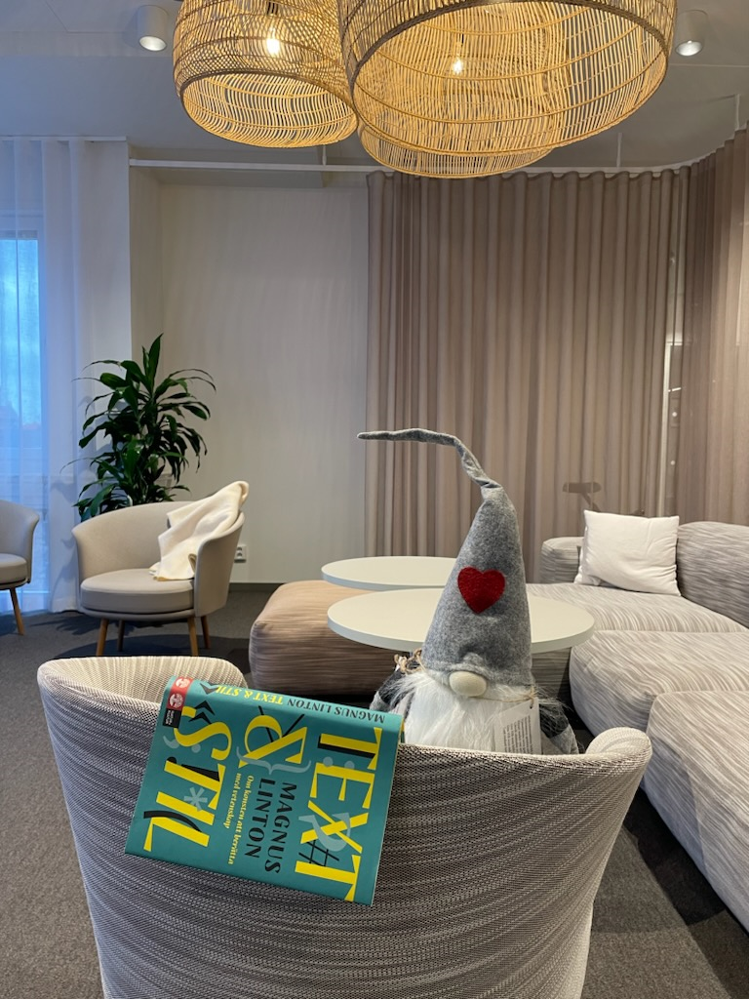 MAGNUS LINTON TEXT & STIL
TEXT
&
STIL
MAGNUS
LINTON
Om konsten att berätta
med vetenskap